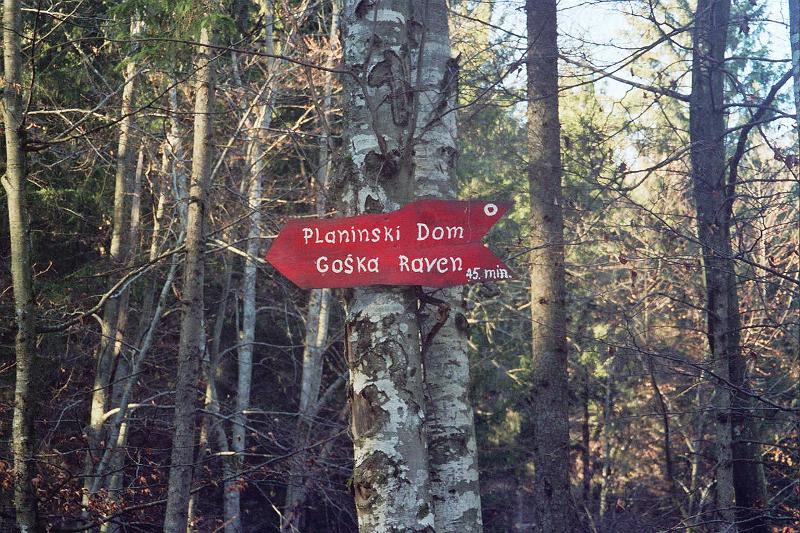 Planinski Dom
Goška Raven
45. min.